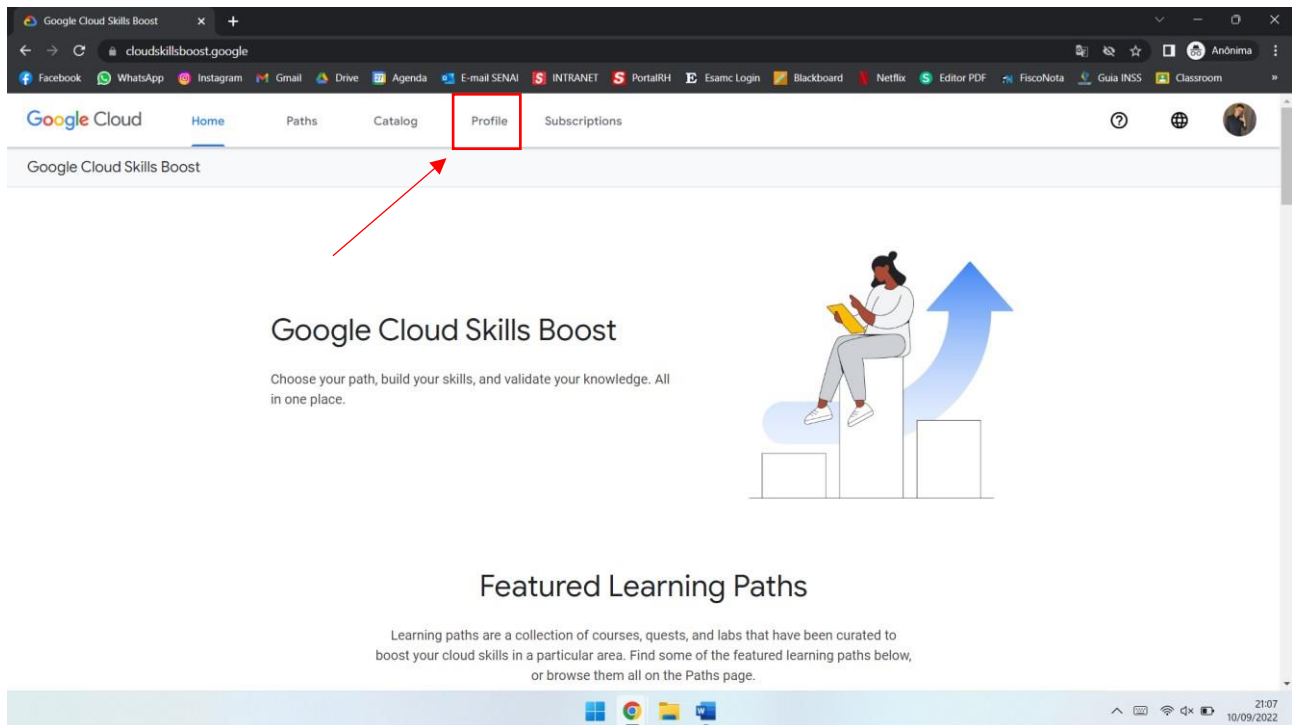 Google Cloud Skills Boost
cloudskillsboost.google Anônima
Facebook WhatsApp Instagram Gmail Drive Agenda E-mail SENAI INTRANET PortalRH Esamc Login Blackboard Netflix Editor PDF FiscoNota Guia INSS Classroom »
Google Cloud Home Paths Catalog Profile Subscriptions
Google Cloud Skills Boost
Google Cloud Skills Boost
Choose your path, build your skills, and validate your knowledge. All
in one place.
Featured Learning Paths
Learning paths are a collection of courses, quests, and labs that have been curated to
boost your cloud skills in a particular area. Find some of the featured learning paths below,
or browse them all on the Paths page.
21:07
10/09/2022